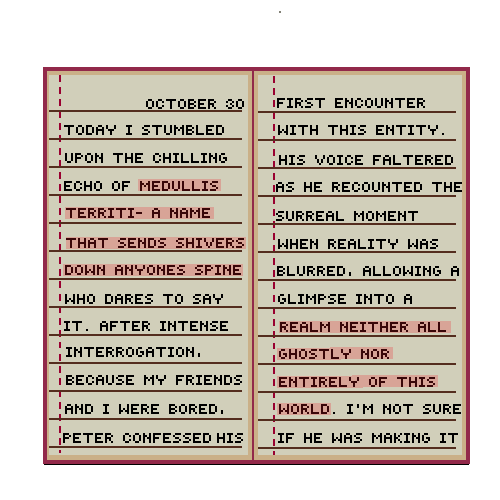 OCTOBER 30
TODAY I STUMBLED
UPON THE CHILLING
ECHO OF MEDULLIS
TERRITI- A NAME
THAT SENDS SHIVERS
DOWN ANYONES SPINE
WHO DARES TO SAY
IT. AFTER INTENSE
INTERROGATION.
BECAUSE MY FRIENDS
AND I WERE BORED.
PETER CONFESSED HIS
FIRST ENCOUNTER
WITH THIS ENTITY.
HIS VOICE FALTERED
AS HE RECOUNTED THE
SURREAL MOMENT
WHEN REALITY WAS
BLURRED. ALLOWING A
GLIMPSE INTO A
REALM NEITHER ALL
GHOSTLY NOR
ENTIRELY OF THIS
WORLD. I'M NOT SURE
IF HE WAS MAKING IT